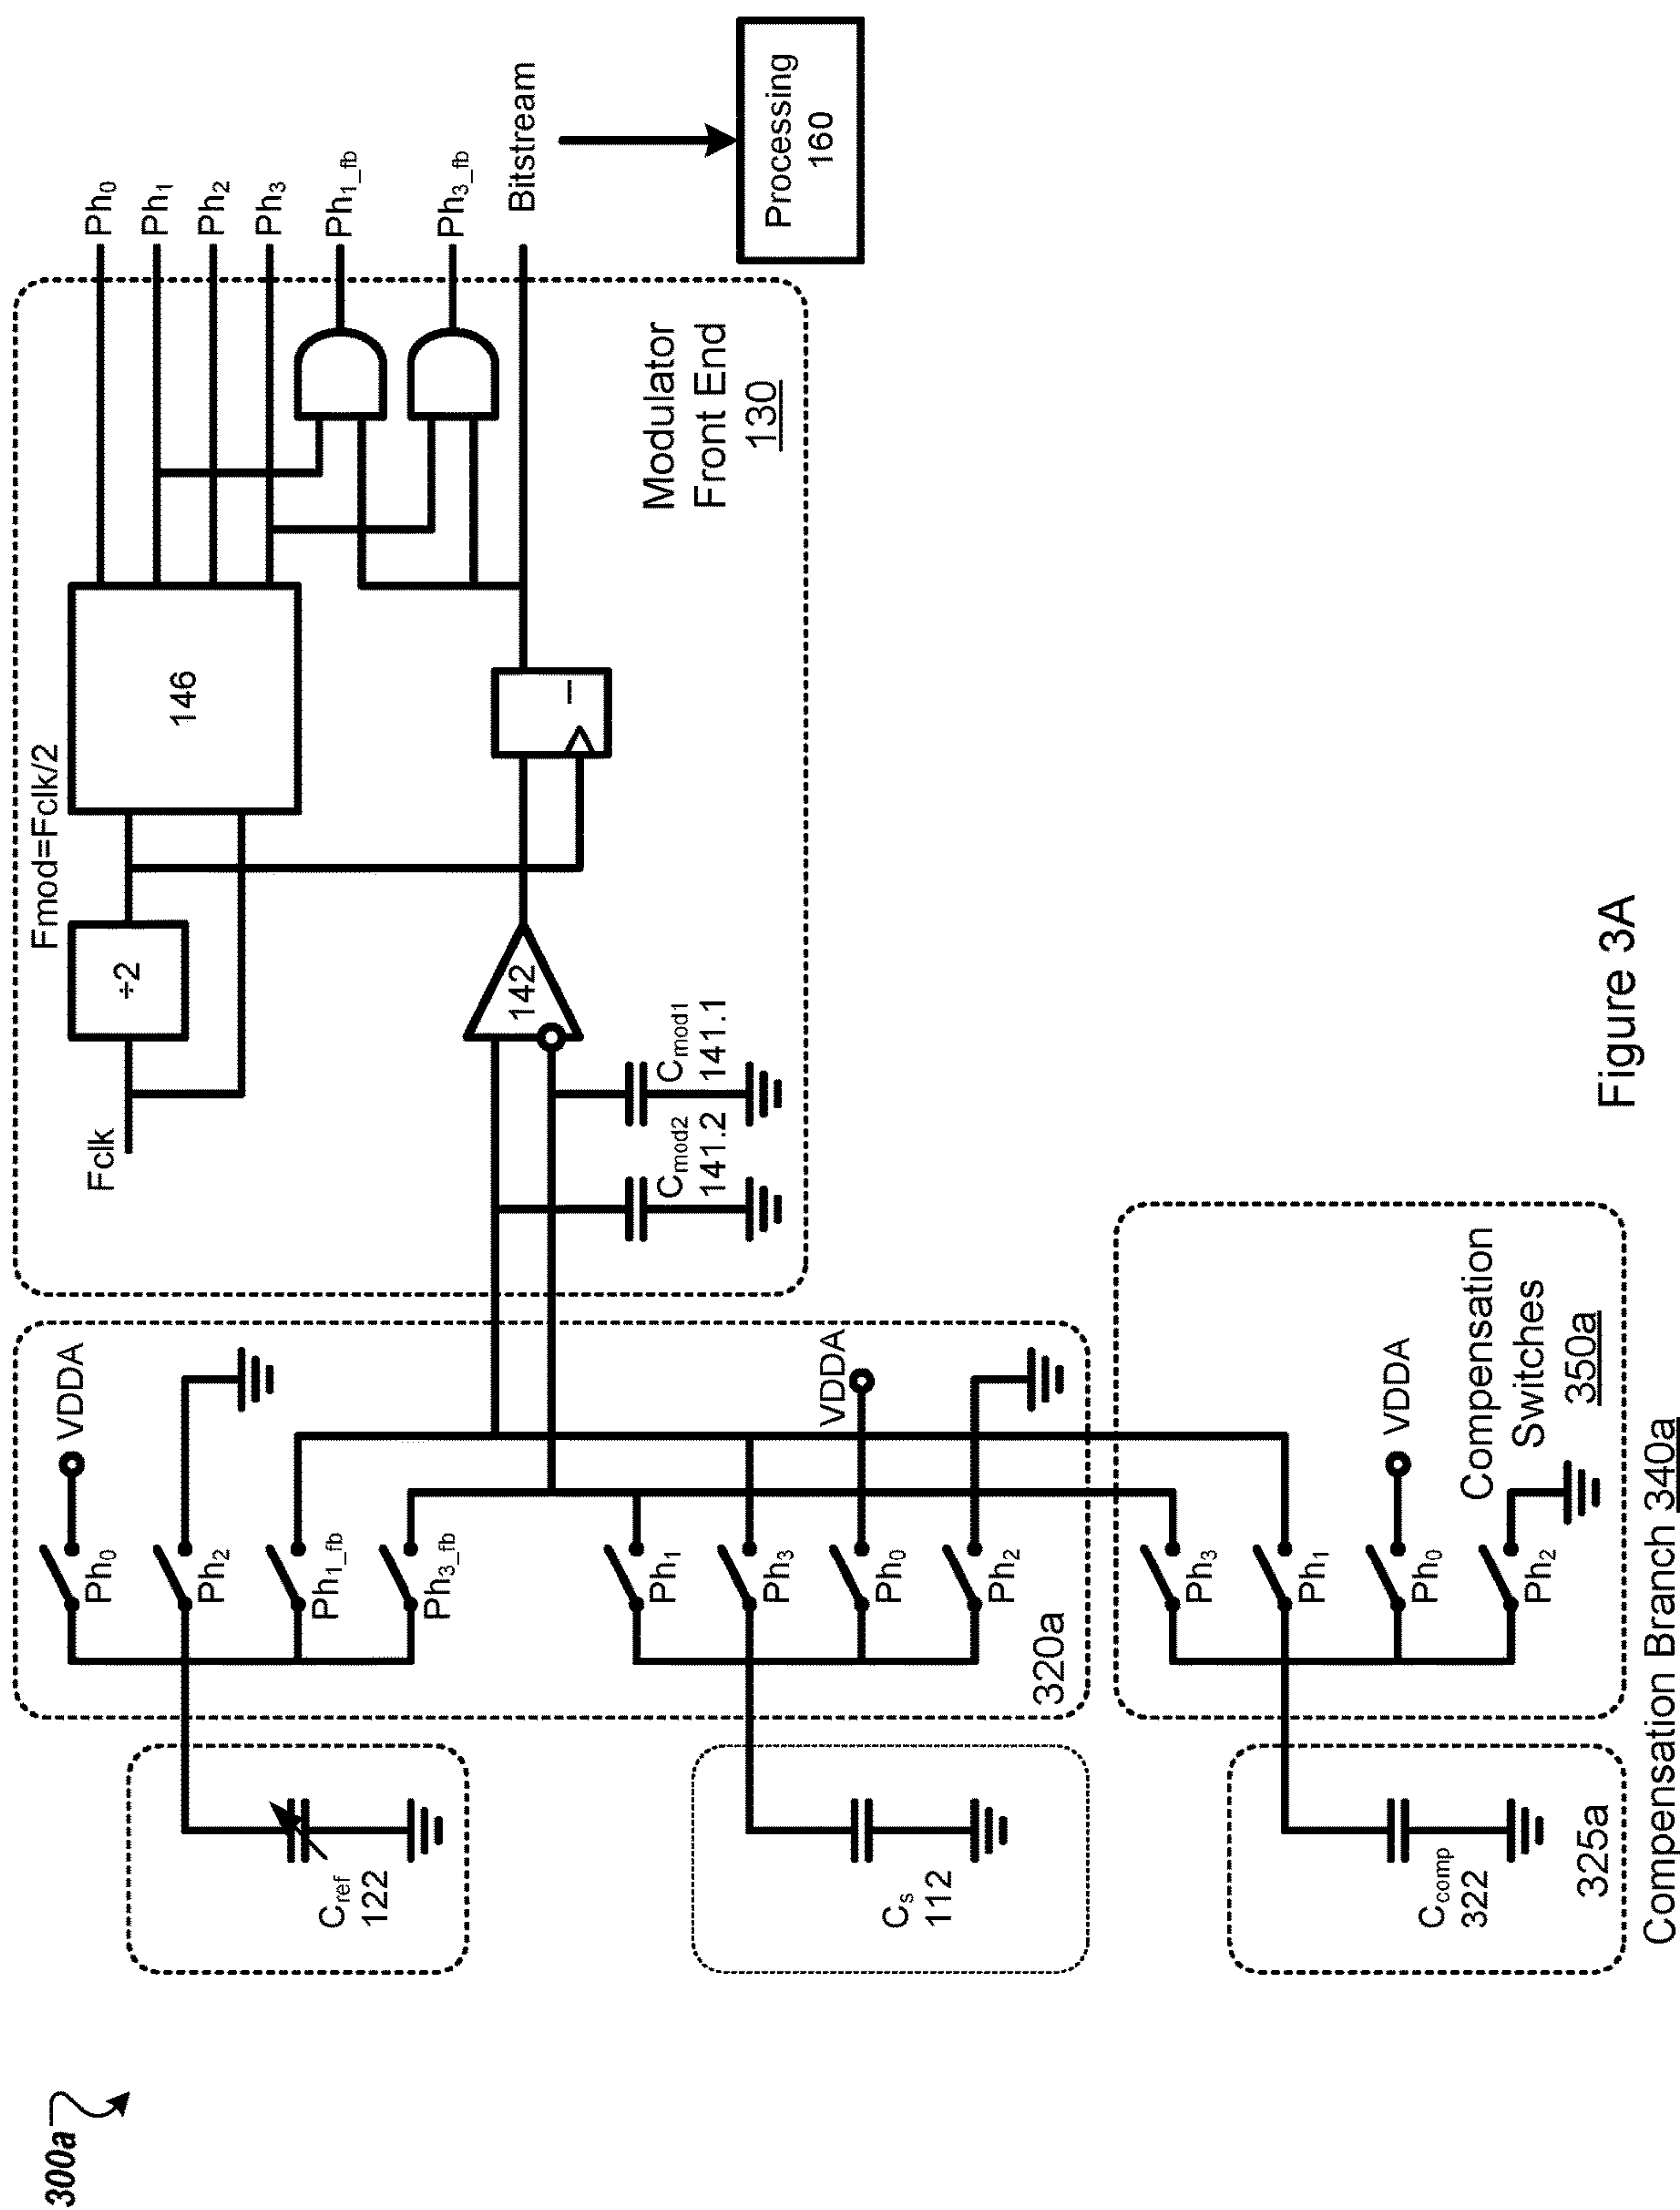 300a
Fclk
÷2
Fmod=Fclk/2
146
Ph0
Ph1
Ph2
Ph3
Ph1_fb
Ph3_fb
Bitstream
Processing
160
142
Cmod2
141.2
Cmod1
141.1
Modulator
Front End
130
Cref
122
Ph0
VDDA
Ph2
Ph1_fb
Ph3_fb
Cs
112
Ph1
Ph3
Ph0
VDDA
Ph2
320a
Ccomp
322
325a
Ph3
Ph1
Ph0
VDDA
Ph2
Compensation
Switches
350a
Compensation Branch 340a
Figure 3A